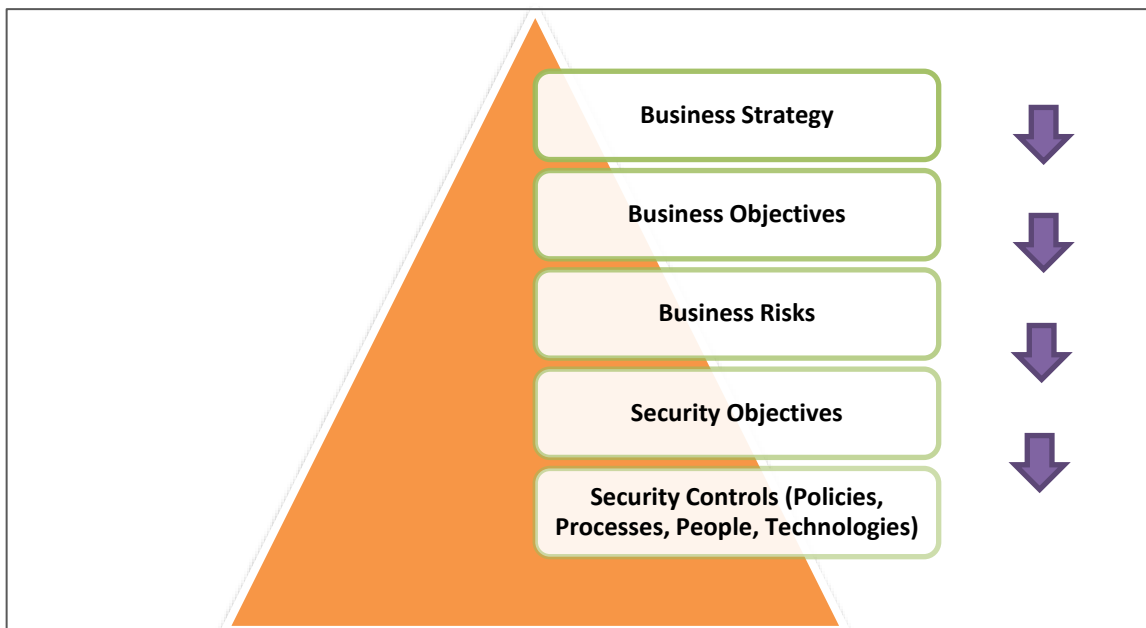 Business Strategy
Business Objectives
Business Risks
Security Objectives
Security Controls (Policies,
Processes, People, Technologies)